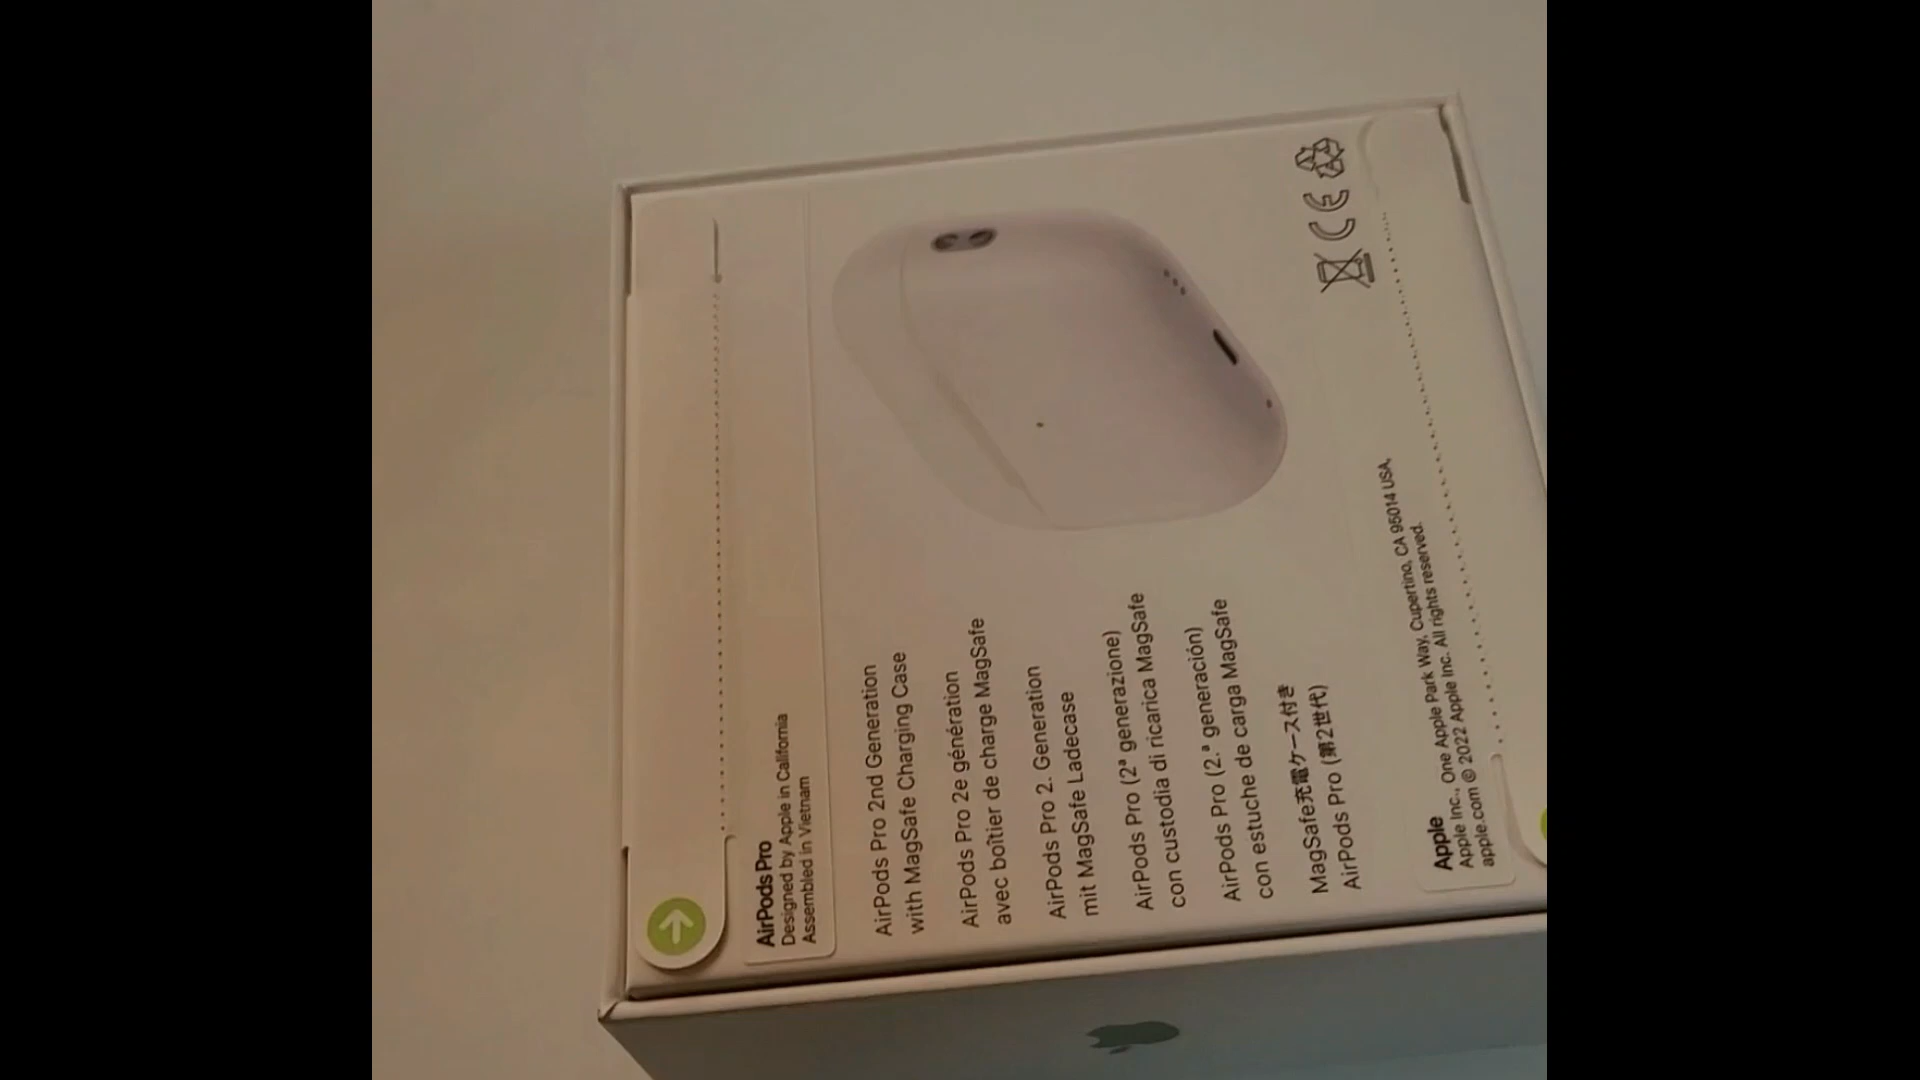 AirPods Pro
Designed by Apple in California
Assembled in Vietnam
AirPods Pro 2nd Generation
with MagSafe Charging Case
AirPods Pro 2e génération
avec boîtier de charge MagSafe
AirPods Pro 2. Generation
mit MagSafe Ladecase
AirPods Pro (2ª generazione)
con custodia di ricarica MagSafe
AirPods Pro (2.ª generación)
con estuche de carga MagSafe
MagSafe充電ケース付き
AirPods Pro (第2世代)
Apple
Apple Inc., One Apple Park Way, Cupertino, CA 95014 USA.
apple.com © 2022 Apple Inc. All rights reserved.
CE